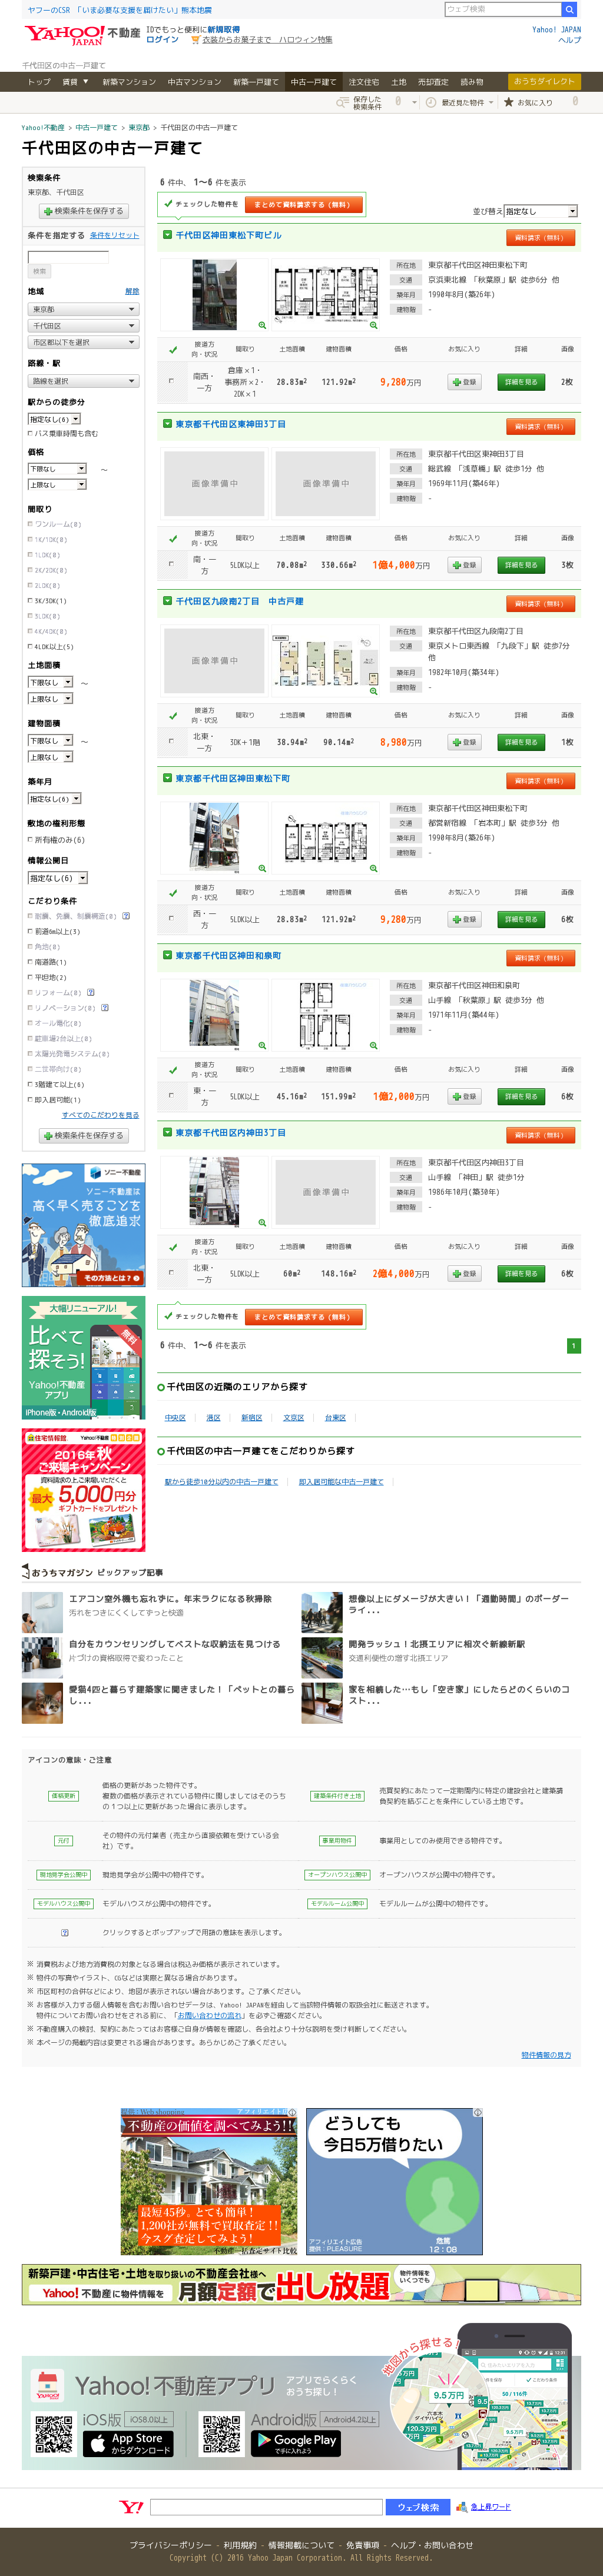 ヤフーのCSR 「いま必要な支援を届けたい」熊本地震
ウェブ検索
YAHOO! JAPAN 不動産
IDでもっと便利に新規取得
ログイン
衣装からお菓子まで ハロウィン特集
Yahoo! JAPAN
ヘルプ
千代田区の中古一戸建て
トップ 賃貸 ▼ 新築マンション 中古マンション 新築一戸建て 中古一戸建て 注文住宅 土地 売却査定 読み物 おうちダイレクト
保存した検索条件 最近見た物件 お気に入り
Yahoo!不動産 > 中古一戸建て > 東京都 > 千代田区の中古一戸建て
千代田区の中古一戸建て
検索条件
東京都、千代田区
検索条件を保存する
条件を指定する 条件をリセット
検索
地域 解除
東京都
千代田区
市区郡以下を選択
路線・駅
路線を選択
駅からの徒歩分
指定なし(6)
バス乗車時間も含む
価格
下限なし ～
上限なし
間取り
ワンルーム(0)
1K/1DK(0)
1LDK(0)
2K/2DK(0)
2LDK(0)
3K/3DK(1)
3LDK(0)
4K/4DK(0)
4LDK以上(5)
土地面積
下限なし ～
上限なし
建物面積
下限なし ～
上限なし
築年月
指定なし(6)
敷地の権利形態
所有権のみ(6)
情報公開日
指定なし(6)
こだわり条件
耐震、免震、制震構造(0)
前道6m以上(3)
角地(0)
南道路(1)
平坦地(2)
リフォーム(0)
リノベーション(0)
オール電化(0)
駐車場2台以上(0)
太陽光発電システム(0)
二世帯向け(0)
3階建て以上(6)
即入居可能(1)
すべてのこだわりを見る
検索条件を保存する
ソニー不動産
ソニー不動産は
高く早く売ることを徹底追求
その方法とは?
大幅リニューアル!
比べて探そう!
無料
Yahoo!不動産アプリ
iPhone版・Android版
住宅情報館 Yahoo!不動産
2016年秋
ご来場キャンペーン
資料請求の上、ご来場いただくと
最大5,000円分
ギフトカードをプレゼント
6 件中、 1～6 件を表示
チェックした物件を まとめて資料請求する（無料）
並び替え 指定なし
千代田区神田東松下町ビル 資料請求（無料）
所在地 東京都千代田区神田東松下町
交通 京浜東北線 「秋葉原」駅 徒歩6分 他
築年月 1990年8月(築26年)
建物階 -
接道方向・状況 間取り 土地面積 建物面積 価格 お気に入り 詳細 画像
南西・一方 倉庫×1・事務所×2・2DK×1 28.83m2 121.92m2 9,280万円 登録 詳細を見る 2枚
東京都千代田区東神田3丁目 資料請求（無料）
画像準備中 画像準備中
所在地 東京都千代田区東神田3丁目
交通 総武線 「浅草橋」駅 徒歩1分 他
築年月 1969年11月(築46年)
建物階 -
接道方向・状況 間取り 土地面積 建物面積 価格 お気に入り 詳細 画像
南・一方 5LDK以上 70.08m2 330.66m2 1億4,000万円 登録 詳細を見る 3枚
千代田区九段南2丁目 中古戸建 資料請求（無料）
画像準備中
所在地 東京都千代田区九段南2丁目
交通 東京メトロ東西線 「九段下」駅 徒歩7分 他
築年月 1982年10月(築34年)
建物階 -
接道方向・状況 間取り 土地面積 建物面積 価格 お気に入り 詳細 画像
北東・一方 3DK+1階 38.94m2 90.14m2 8,980万円 登録 詳細を見る 1枚
東京都千代田区神田東松下町 資料請求（無料）
所在地 東京都千代田区神田東松下町
交通 都営新宿線 「岩本町」駅 徒歩3分 他
築年月 1990年8月(築26年)
建物階 -
接道方向・状況 間取り 土地面積 建物面積 価格 お気に入り 詳細 画像
西・一方 5LDK以上 28.83m2 121.92m2 9,280万円 登録 詳細を見る 6枚
東京都千代田区神田和泉町 資料請求（無料）
所在地 東京都千代田区神田和泉町
交通 山手線 「秋葉原」駅 徒歩3分 他
築年月 1971年11月(築44年)
建物階 -
接道方向・状況 間取り 土地面積 建物面積 価格 お気に入り 詳細 画像
東・一方 5LDK以上 45.16m2 151.99m2 1億2,000万円 登録 詳細を見る 6枚
東京都千代田区内神田3丁目 資料請求（無料）
画像準備中
所在地 東京都千代田区内神田3丁目
交通 山手線 「神田」駅 徒歩1分
築年月 1986年10月(築30年)
建物階 -
接道方向・状況 間取り 土地面積 建物面積 価格 お気に入り 詳細 画像
北東・一方 5LDK以上 60m2 148.16m2 2億4,000万円 登録 詳細を見る 6枚
チェックした物件を まとめて資料請求する（無料）
6 件中、 1～6 件を表示 1
千代田区の近隣のエリアから探す
中央区 港区 新宿区 文京区 台東区
千代田区の中古一戸建てをこだわりから探す
駅から徒歩10分以内の中古一戸建て 即入居可能な中古一戸建て
おうちマガジン ピックアップ記事
エアコン室外機も忘れずに。年末ラクになる秋掃除
汚れをつきにくくしてずっと快適
想像以上にダメージが大きい！「通勤時間」のボーダーライ...
自分をカウンセリングしてベストな収納法を見つける
片づけの資格取得で変わったこと
開発ラッシュ！北摂エリアに相次ぐ新線新駅
交通利便性の増す北摂エリア
愛猫4匹と暮らす建築家に聞きました！「ペットとの暮らし...
家を相続した…もし「空き家」にしたらどのくらいのコスト...
アイコンの意味・ご注意
価格更新 価格の更新があった物件です。複数の価格が表示されている物件に関しましてはそのうちの１つ以上に更新があった場合に表示します。
建築条件付き土地 売買契約にあたって一定期間内に特定の建設会社と建築請負契約を結ぶことを条件にしている土地です。
元付 その物件の元付業者（売主から直接依頼を受けている会社）です。
事業用物件 事業用としてのみ使用できる物件です。
現地見学会公開中 現地見学会が公開中の物件です。
オープンハウス公開中 オープンハウスが公開中の物件です。
モデルハウス公開中 モデルハウスが公開中の物件です。
モデルルーム公開中 モデルルームが公開中の物件です。
クリックするとポップアップで用語の意味を表示します。
※ 消費税および地方消費税の対象となる場合は税込み価格が表示されています。
※ 物件の写真やイラスト、CGなどは実際と異なる場合があります。
※ 市区町村の合併などにより、地図が表示されない場合があります。ご了承ください。
※ お客様が入力する個人情報を含むお問い合わせデータは、Yahoo! JAPANを経由して当該物件情報の取扱会社に転送されます。
物件についてお問い合わせをされる前に、「お問い合わせの流れ」を必ずご確認ください。
※ 不動産購入の検討、契約にあたってはお客様ご自身が情報を確認し、各会社より十分な説明を受け判断してください。
※ 本ページの掲載内容は変更される場合があります。あらかじめご了承ください。
物件情報の見方
提供：Web shopping アフィリエイト
不動産の価値を調べてみよう!!!
最短45秒。とても簡単！
1,200社が無料で買取査定!!
今スグ査定してみよう!
不動産一括査定サイト比較
どうしても今日5万借りたい
アフィリエイト広告
提供：PLEASURE
危篤
12:08
新築戸建・中古住宅・土地を取り扱いの不動産会社様へ
Yahoo!不動産に物件情報を 月額定額で出し放題
物件情報をいくつでも
Yahoo!不動産アプリ アプリでらくらくおうち探し！
地図から探せる！
iOS版 iOS8.0以上
App Storeからダウンロード
Android版 Android4.2以上
Google Playで手に入れよう
ウェブ検索 急上昇ワード
プライバシーポリシー - 利用規約 - 情報掲載について - 免責事項 - ヘルプ・お問い合わせ
Copyright (C) 2016 Yahoo Japan Corporation. All Rights Reserved.